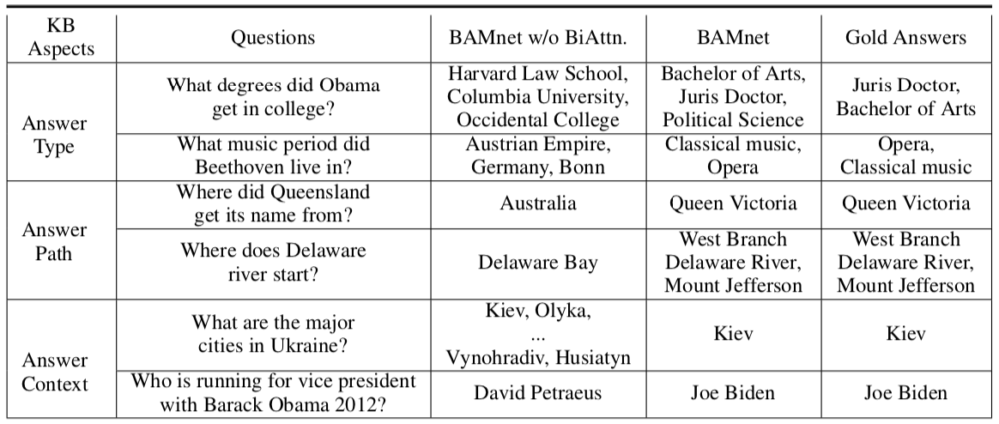 KB
Aspects
Questions
BAMnet w/o BiAttn.
BAMnet
Gold Answers
Answer
Type
What degrees did Obama
get in college?
Harvard Law School,
Columbia University,
Occidental College
Bachelor of Arts,
Juris Doctor,
Political Science
Juris Doctor,
Bachelor of Arts
What music period did
Beethoven live in?
Austrian Empire,
Germany, Bonn
Classical music,
Opera
Opera,
Classical music
Answer
Path
Where did Queensland
get its name from?
Australia
Queen Victoria
Queen Victoria
Where does Delaware
river start?
Delaware Bay
West Branch
Delaware River,
Mount Jefferson
West Branch
Delaware River,
Mount Jefferson
Answer
Context
What are the major
cities in Ukraine?
Kiev, Olyka,
...
Vynohradiv, Husiatyn
Kiev
Kiev
Who is running for vice president
with Barack Obama 2012?
David Petraeus
Joe Biden
Joe Biden